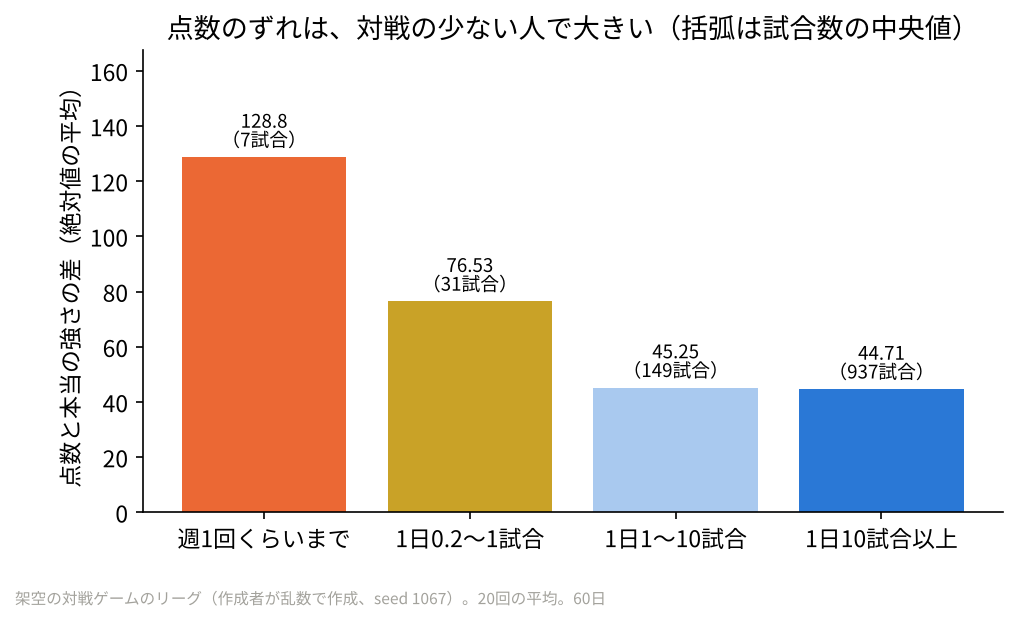 点数のずれは、対戦の少ない人で大きい（括弧は試合数の中央値）
点数と本当の強さの差（絶対値の平均）
160
140
120
100
80
60
40
20
0
128.8
（7試合）
76.53
（31試合）
45.25
（149試合）
44.71
（937試合）
週1回くらいまで
1日0.2〜1試合
1日1〜10試合
1日10試合以上
架空の対戦ゲームのリーグ（作成者が乱数で作成、seed 1067）。20回の平均。60日